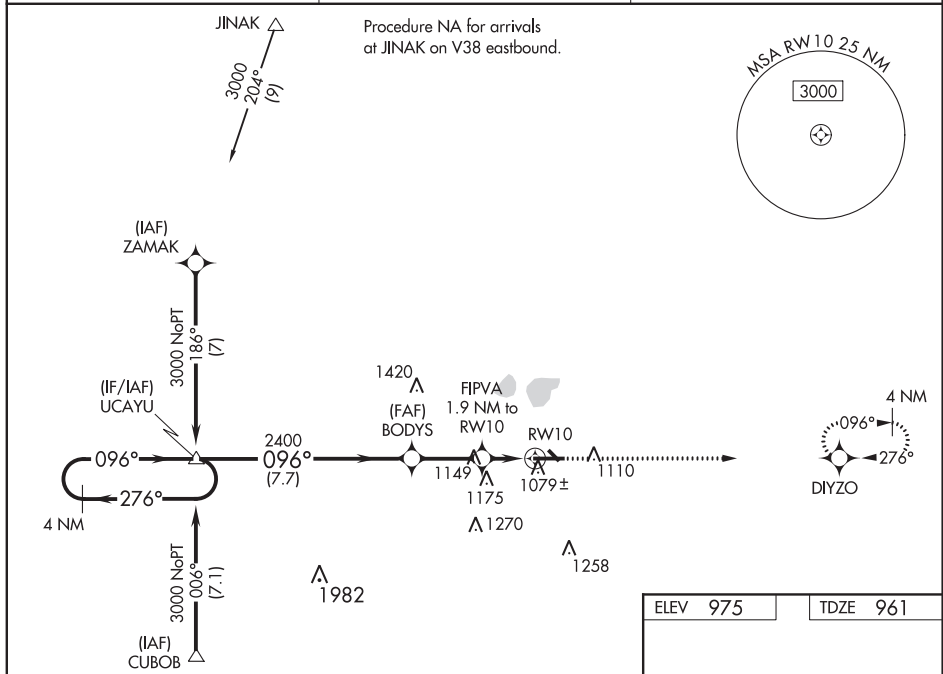 JINAK
Procedure NA for arrivals
at JINAK on V38 eastbound.
MSA RW10 25 NM
3000
3000
204°
(9)
(IAF)
ZAMAK
3000 NoPT
186°
(7)
1420
(IF/IAF)
UCAYU
(FAF)
BODYS
FIPVA
1.9 NM to
RW10
RW10
4 NM
096°
276°
DIYZO
096°
2400
096°
(7.7)
1149
1175
1079±
1110
276°
4 NM
1270
1258
1982
3000 NoPT
006°
(7.1)
(IAF)
CUBOB
ELEV 975
TDZE 961